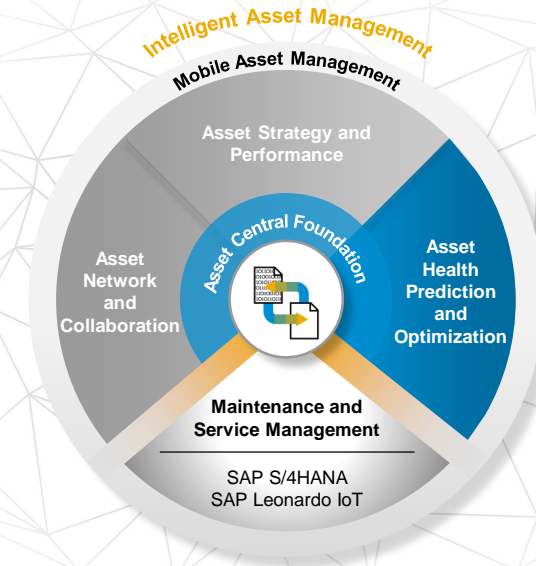 Intelligent Asset Management
Mobile Asset Management
Asset Strategy and
Performance
Asset Central Foundation
Asset
Network
and
Collaboration
Asset
Health
Prediction
and
Optimization
Maintenance and
Service Management
SAP S/4HANA
SAP Leonardo IoT